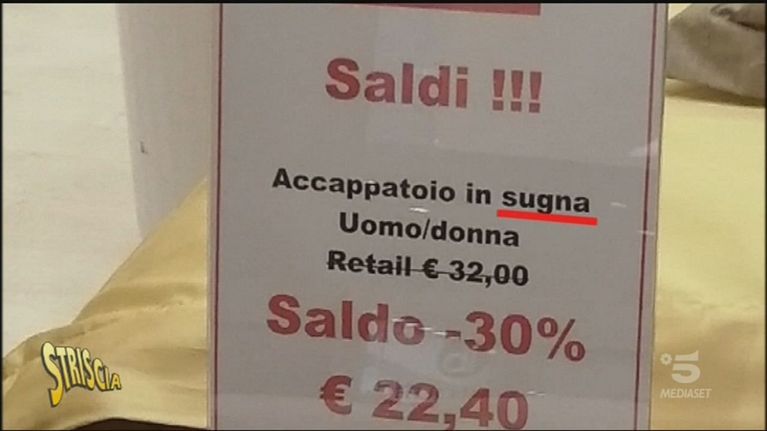 Saldi !!!
Accappatoio in sugna
Uomo/donna
Retail € 32,00
Saldo -30%
€ 22,40
STRISCIA
5
MEDIASET